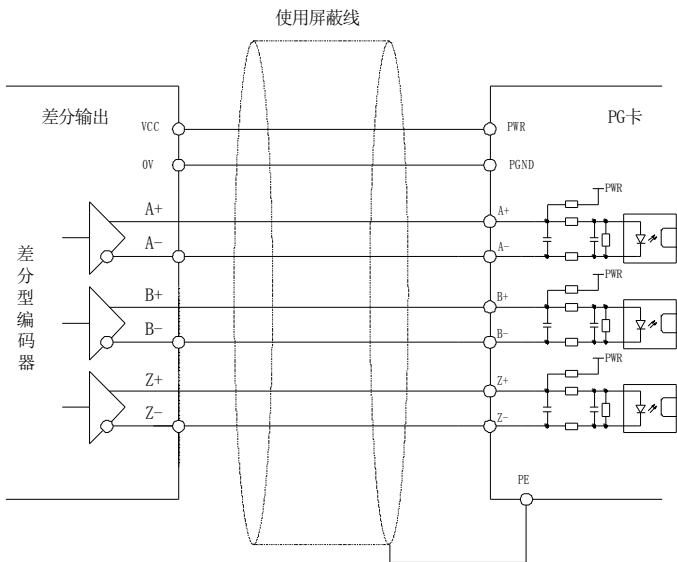 使用屏蔽线
差分输出
PG卡
VCC
PWR
0V
PGND
PWR
A+
A+
A-
A-
差分型编码器
PWR
B+
B+
B-
B-
PWR
Z+
Z+
Z-
Z-
PE